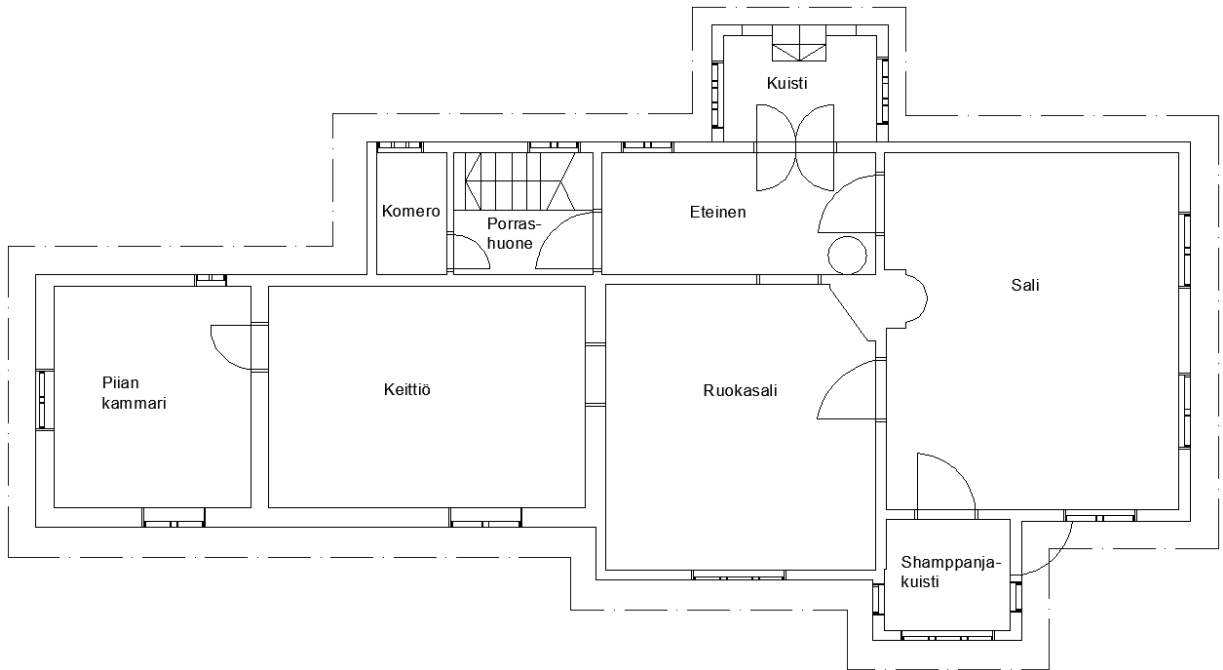 Kuisti
Komero
Porras-
huone
Eteinen
Sali
Piian
kammari
Keittiö
Ruokasali
Shamppanja-
kuisti